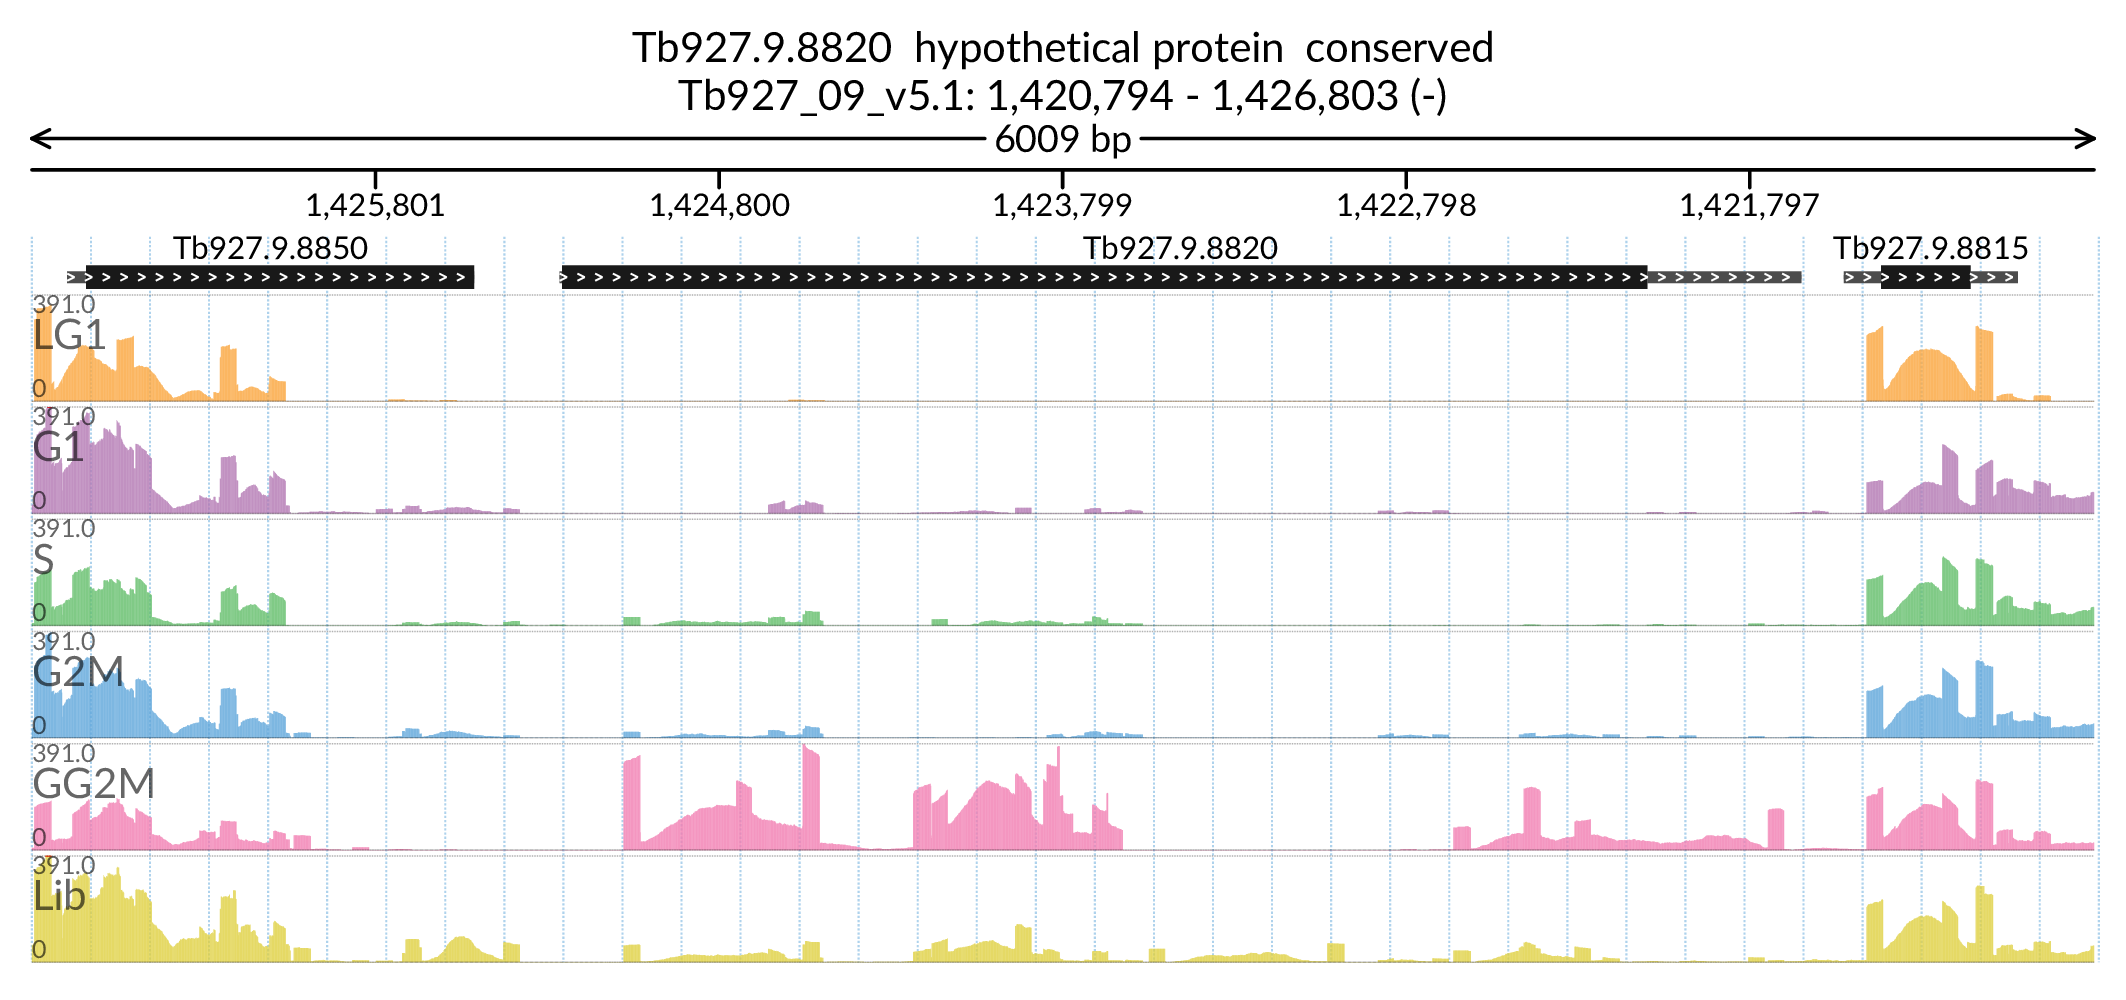 Tb927.9.8820  hypothetical protein  conserved
Tb927_09_v5.1: 1,420,794 - 1,426,803 (-)
6009 bp
1,425,801 1,424,800 1,423,799 1,422,798 1,421,797
Tb927.9.8850 Tb927.9.8820 Tb927.9.8815
391.0
LG1
0
391.0
G1
0
391.0
S
0
391.0
G2M
0
391.0
GG2M
0
391.0
Lib
0